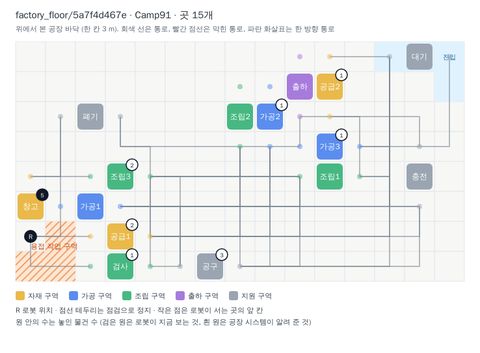 factory_floor/5a7f4d467e · Camp91 · 곳 15개
위에서 본 공장 바닥 (한 칸 3 m). 회색 선은 통로, 빨간 점선은 막힌 통로, 파란 화살표는 한 방향 통로
대기
진입
1
공급2
출하
1
조립2
가공2
폐기
1
가공3
2
조립3
조립1
충전
5
창고
가공1
2
공급1
R
용접 작업 구역
1
검사
3
공구
자재 구역
가공 구역
조립 구역
출하 구역
지원 구역
R 로봇 위치 · 점선 테두리는 점검으로 정지 · 작은 점은 로봇이 서는 곳의 앞 칸
원 안의 수는 놓인 물건 수 (검은 원은 로봇이 지금 보는 것, 흰 원은 공장 시스템이 알려 준 것)